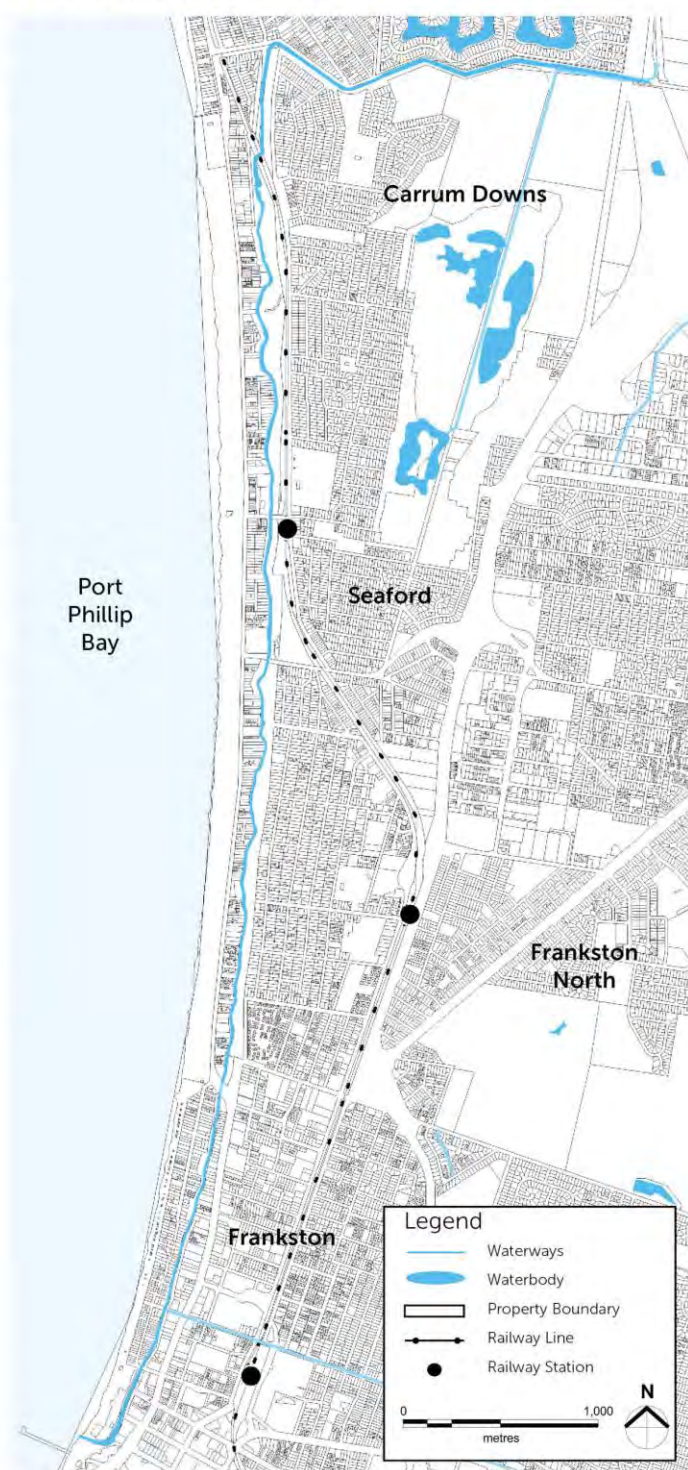 Carrum Downs
Port
Phillip
Bay
Seaford
Frankston
North
Frankston
Legend
Waterways
Waterbody
Property Boundary
Railway Line
Railway Station
N
0 1,000
metres